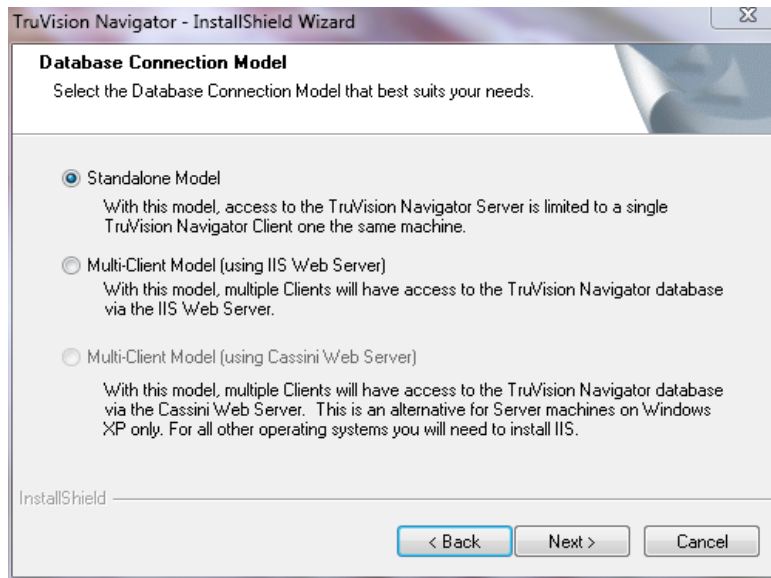 TruVision Navigator - InstallShield Wizard
Database Connection Model
Select the Database Connection Model that best suits your needs.
Standalone Model
With this model, access to the TruVision Navigator Server is limited to a single
TruVision Navigator Client one the same machine.
Multi-Client Model (using IIS Web Server)
With this model, multiple Clients will have access to the TruVision Navigator database
via the IIS Web Server.
Multi-Client Model (using Cassini Web Server)
With this model, multiple Clients will have access to the TruVision Navigator database
via the Cassini Web Server. This is an alternative for Server machines on Windows
XP only. For all other operating systems you will need to install IIS.
InstallShield
< Back Next > Cancel